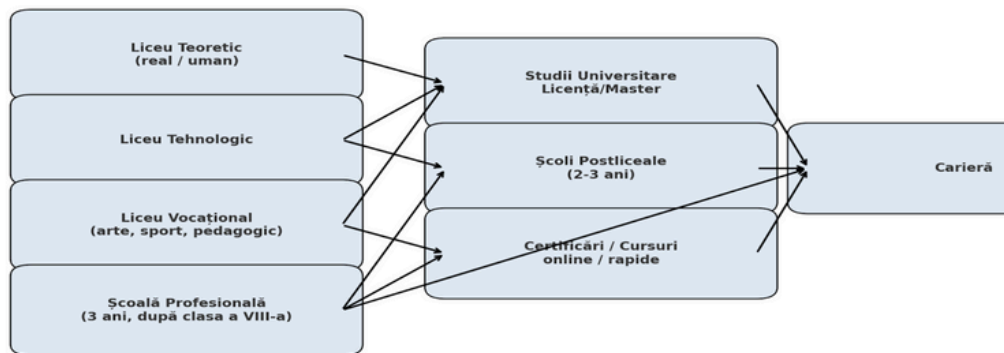 Liceu Teoretic
(real / uman)
Liceu Tehnologic
Liceu Vocațional
(arte, sport, pedagogic)
Școală Profesională
(3 ani, după clasa a VIII-a)
Studii Universitare
Licență/Master
Școli Postliceale
(2-3 ani)
Certificări / Cursuri
online / rapide
Carieră